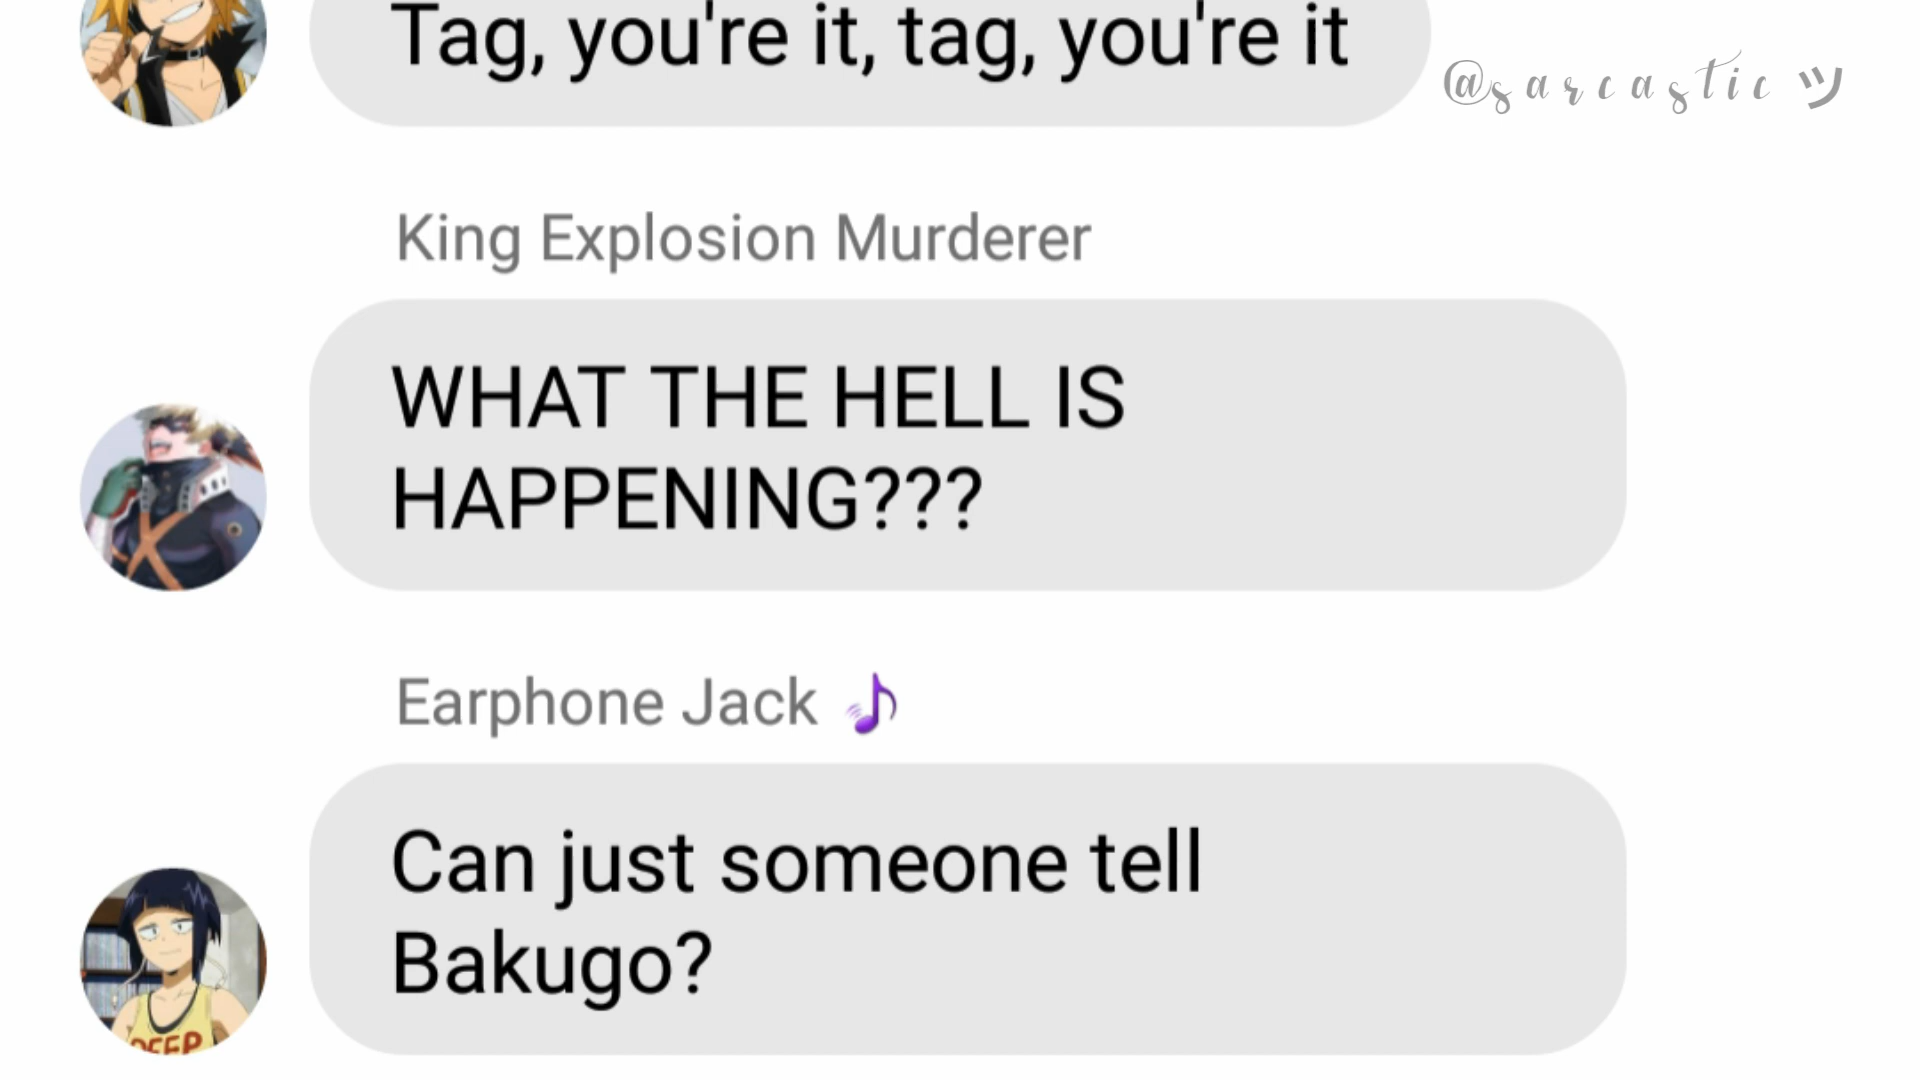 Tag, you're it, tag, you're it
@sarcastic ツ
King Explosion Murderer
WHAT THE HELL IS
HAPPENING???
Earphone Jack 🎵
Can just someone tell
Bakugo?
DEEP